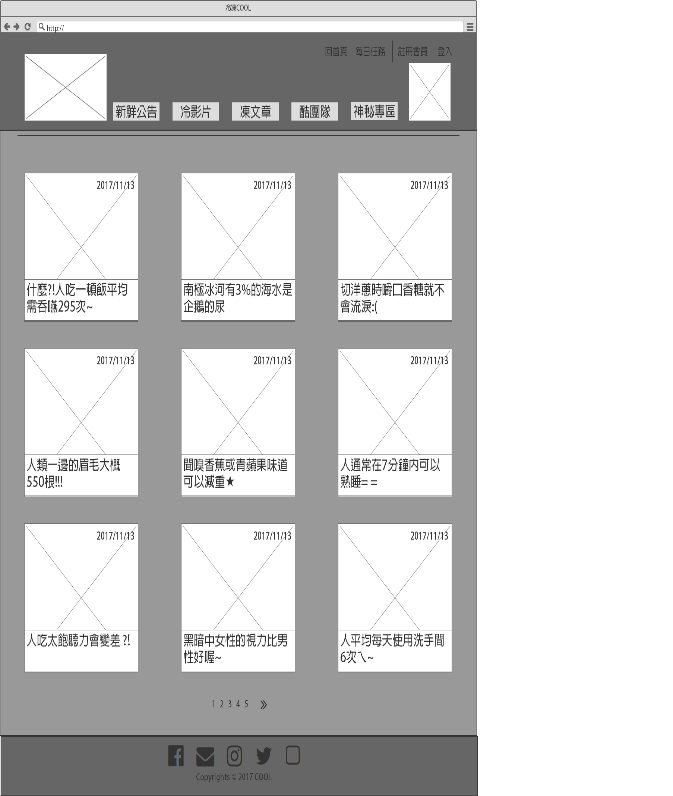 COOL
http://
回首頁 每日任務 註冊會員 登入
新鮮公告 冷影片 凍文章 酷團隊 神秘專區
2017/11/13 2017/11/13 2017/11/13
什麼?!人吃一頓飯平均
需吞嚥295次~
南極冰河有3%的海水是
企鵝的尿
切洋蔥時嚼口香糖就不
會流淚:(
2017/11/13 2017/11/13 2017/11/13
人類一邊的眉毛大概
550根!!!
聞嗅香蕉或青蘋果味道
可以減重★
人通常在7分鐘內可以
熟睡= =
2017/11/13 2017/11/13 2017/11/13
人吃太飽聽力會變差 ?!
黑暗中女性的視力比男
性好喔~
人平均每天使用洗手間
6次ㄟ~
1 2 3 4 5 »
Copyrights © 2017 COOL